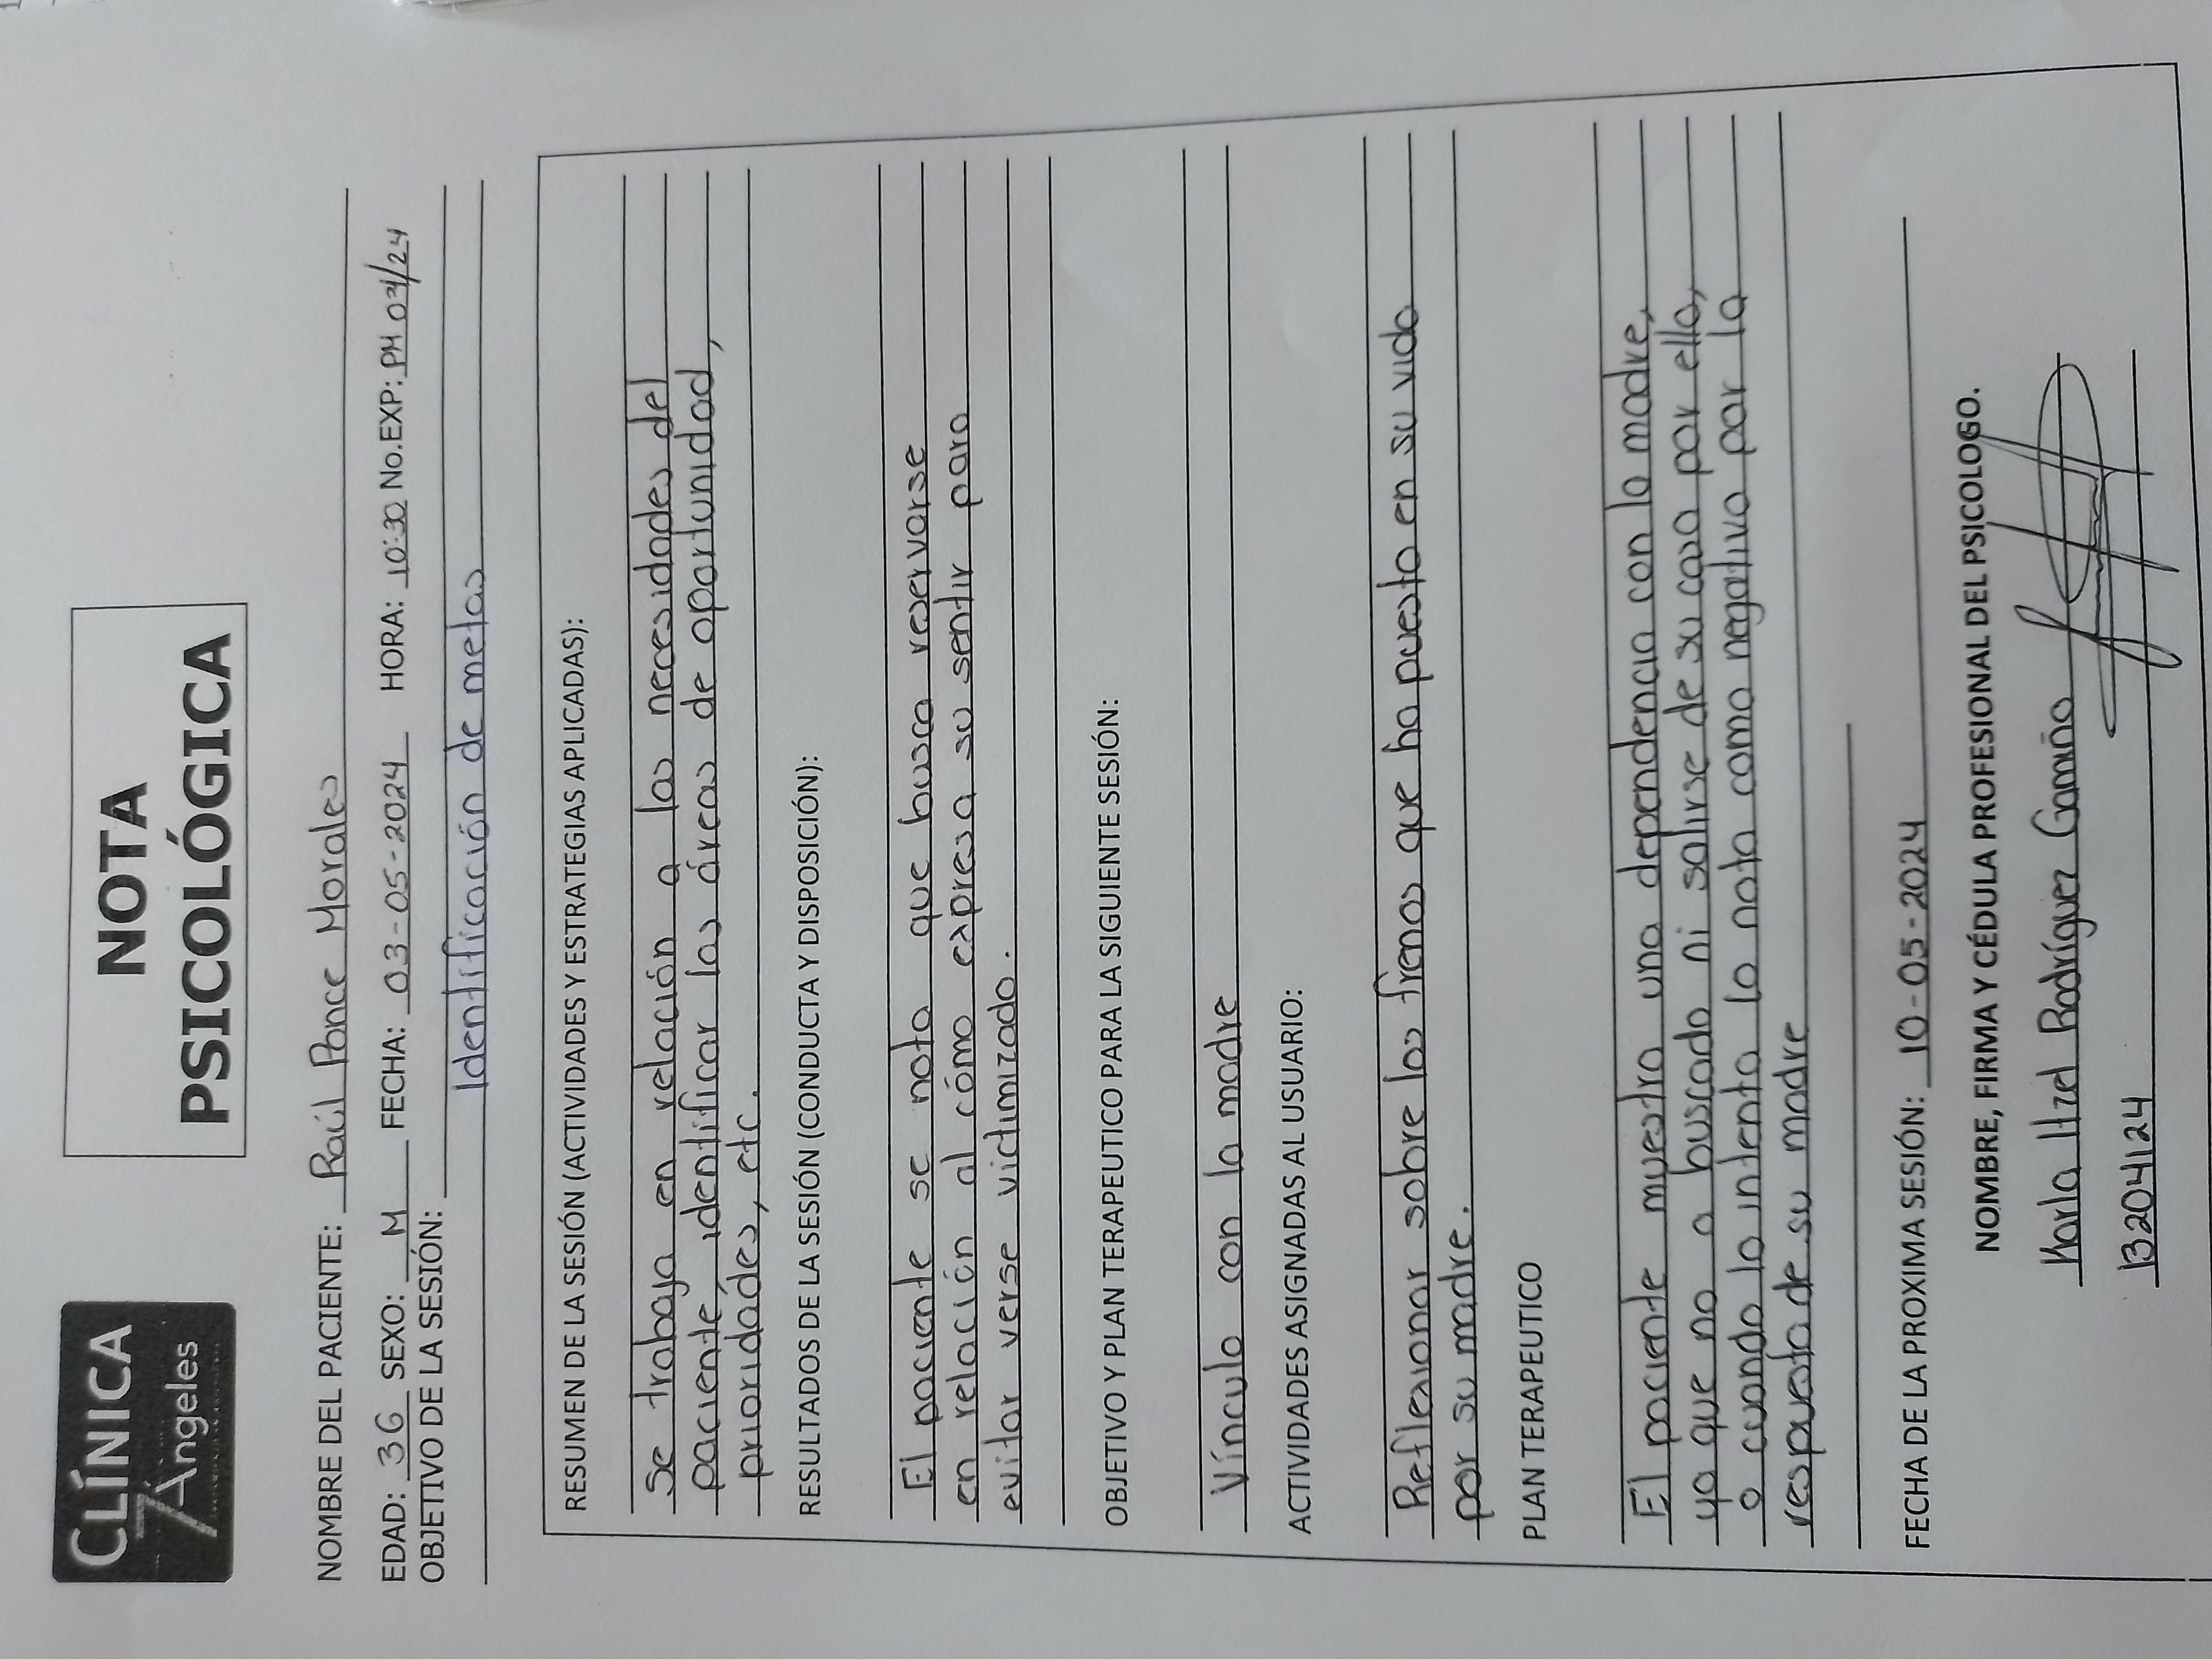 CLÍNICA
7 Ángeles
NOTA
PSICOLÓGICA
NOMBRE DEL PACIENTE: Raúl Ponce Morales
EDAD: 36 SEXO: M FECHA: 03-05-2024 HORA: 10:30 No.EXP: PM 04/24
OBJETIVO DE LA SESIÓN:
Identificación de metas
RESUMEN DE LA SESIÓN (ACTIVIDADES Y ESTRATEGIAS APLICADAS):
Se trabaja en relación a las necesidades del
paciente, identificar las áreas de oportunidad,
prioridades, etc.
RESULTADOS DE LA SESIÓN (CONDUCTA Y DISPOSICIÓN):
El paciente se nota que busca reservarse
en relación al cómo expresa su sentir para
evitar verse victimizado.
OBJETIVO Y PLAN TERAPEUTICO PARA LA SIGUIENTE SESIÓN:
Vínculo con la madre
ACTIVIDADES ASIGNADAS AL USUARIO:
Reflexionar sobre los frenos que ha puesto en su vida
por su madre.
PLAN TERAPEUTICO
El paciente muestra una dependencia con la madre,
ya que no a buscado ni salirse de su casa por ella,
o cuando lo intenta lo nota como negativo por la
respuesta de su madre
FECHA DE LA PROXIMA SESIÓN: 10-05-2024
NOMBRE, FIRMA Y CÉDULA PROFESIONAL DEL PSICOLOGO.
Karla Itzel Rodríguez Gamiño
13204124